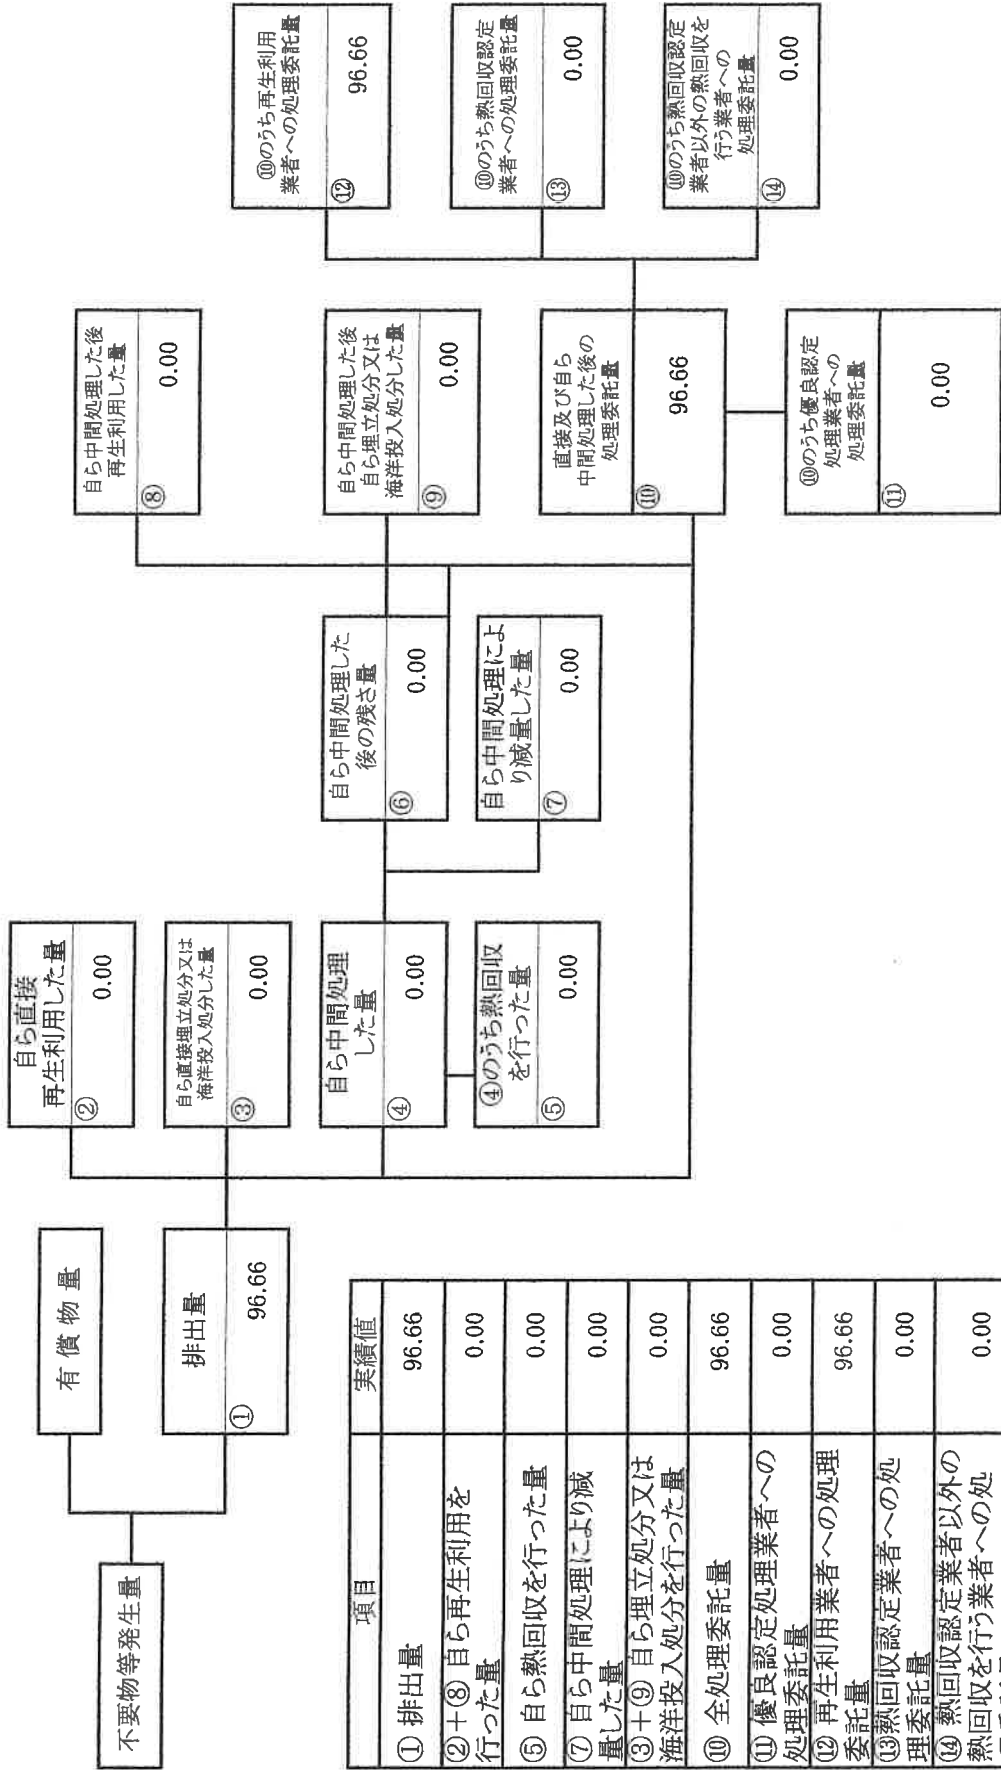 不要物等発生量
有償物量
排出量
①
96.66
自ら直接
再生利用した量
②
0.00
自ら直接埋立処分又は
海洋投入処分した量
③
0.00
自ら中間処理
した量
④
0.00
④のうち熱回収
を行った量
⑤
0.00
自ら中間処理した
後の残さ量
⑥
0.00
自ら中間処理によ
り減量した量
⑦
0.00
自ら中間処理した後
再生利用した量
⑧
0.00
自ら中間処理した後
自ら埋立処分又は
海洋投入処分した量
⑨
0.00
直接及び自ら
中間処理した後の
処理委託量
⑩
96.66
⑩のうち優良認定
処理業者への
処理委託量
⑪
0.00
⑩のうち再生利用
業者への処理委託量
⑫
96.66
⑩のうち熱回収認定
業者への処理委託量
⑬
0.00
⑩のうち熱回収認定
業者以外の熱回収を
行う業者への
処理委託量
⑭
0.00
項目 実績値
① 排出量 96.66
②+⑧ 自ら再生利用を
行った量 0.00
⑤ 自ら熱回収を行った量 0.00
⑦ 自ら中間処理により減
量した量 0.00
③+⑨ 自ら埋立処分又は
海洋投入処分を行った量 0.00
⑩ 全処理委託量 96.66
⑪ 優良認定処理業者への
処理委託量 0.00
⑫ 再生利用業者への処理
委託量 96.66
⑬熱回収認定業者への処
理委託量 0.00
⑭ 熱回収認定業者以外の
熱回収を行う業者への処 0.00